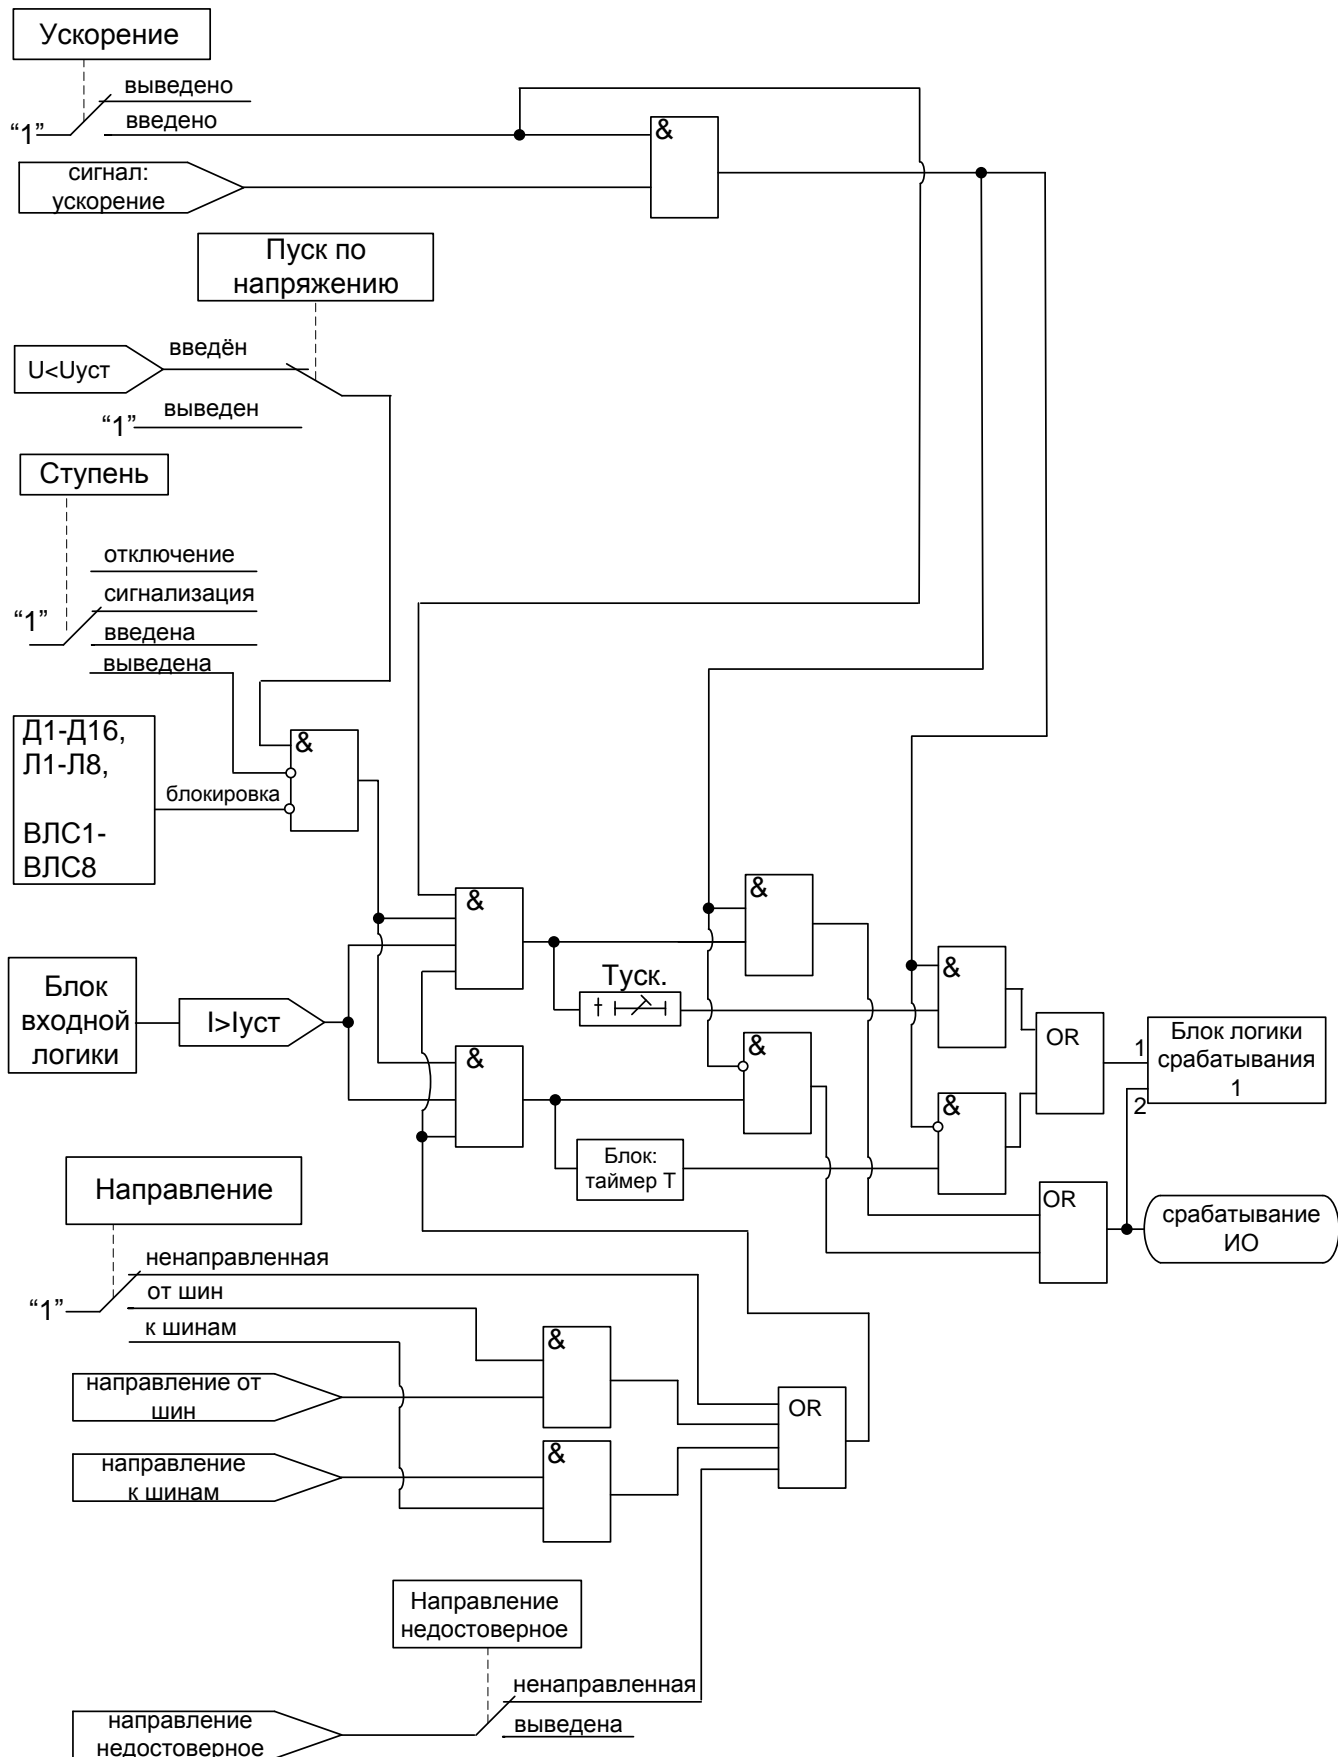 Ускорение
выведено
“1”
введено
&
сигнал:
ускорение
Пуск по
напряжению
введён
U<Uуст
выведен
“1”
Ступень
отключение
сигнализация
“1”
введена
выведена
Д1-Д16,
Л1-Л8,
ВЛС1-
ВЛС8
блокировка
&
&
&
Блок
входной
логики
I>Iуст
Tуск.
&
OR
1
2
Блок логики
срабатывания
1
&
&
&
Блок:
таймер Т
OR
срабатывание
ИО
Направление
ненаправленная
“1”
от шин
к шинам
&
направление от
шин
OR
&
направление
к шинам
Направление
недостоверное
ненаправленная
выведена
направление
недостоверное